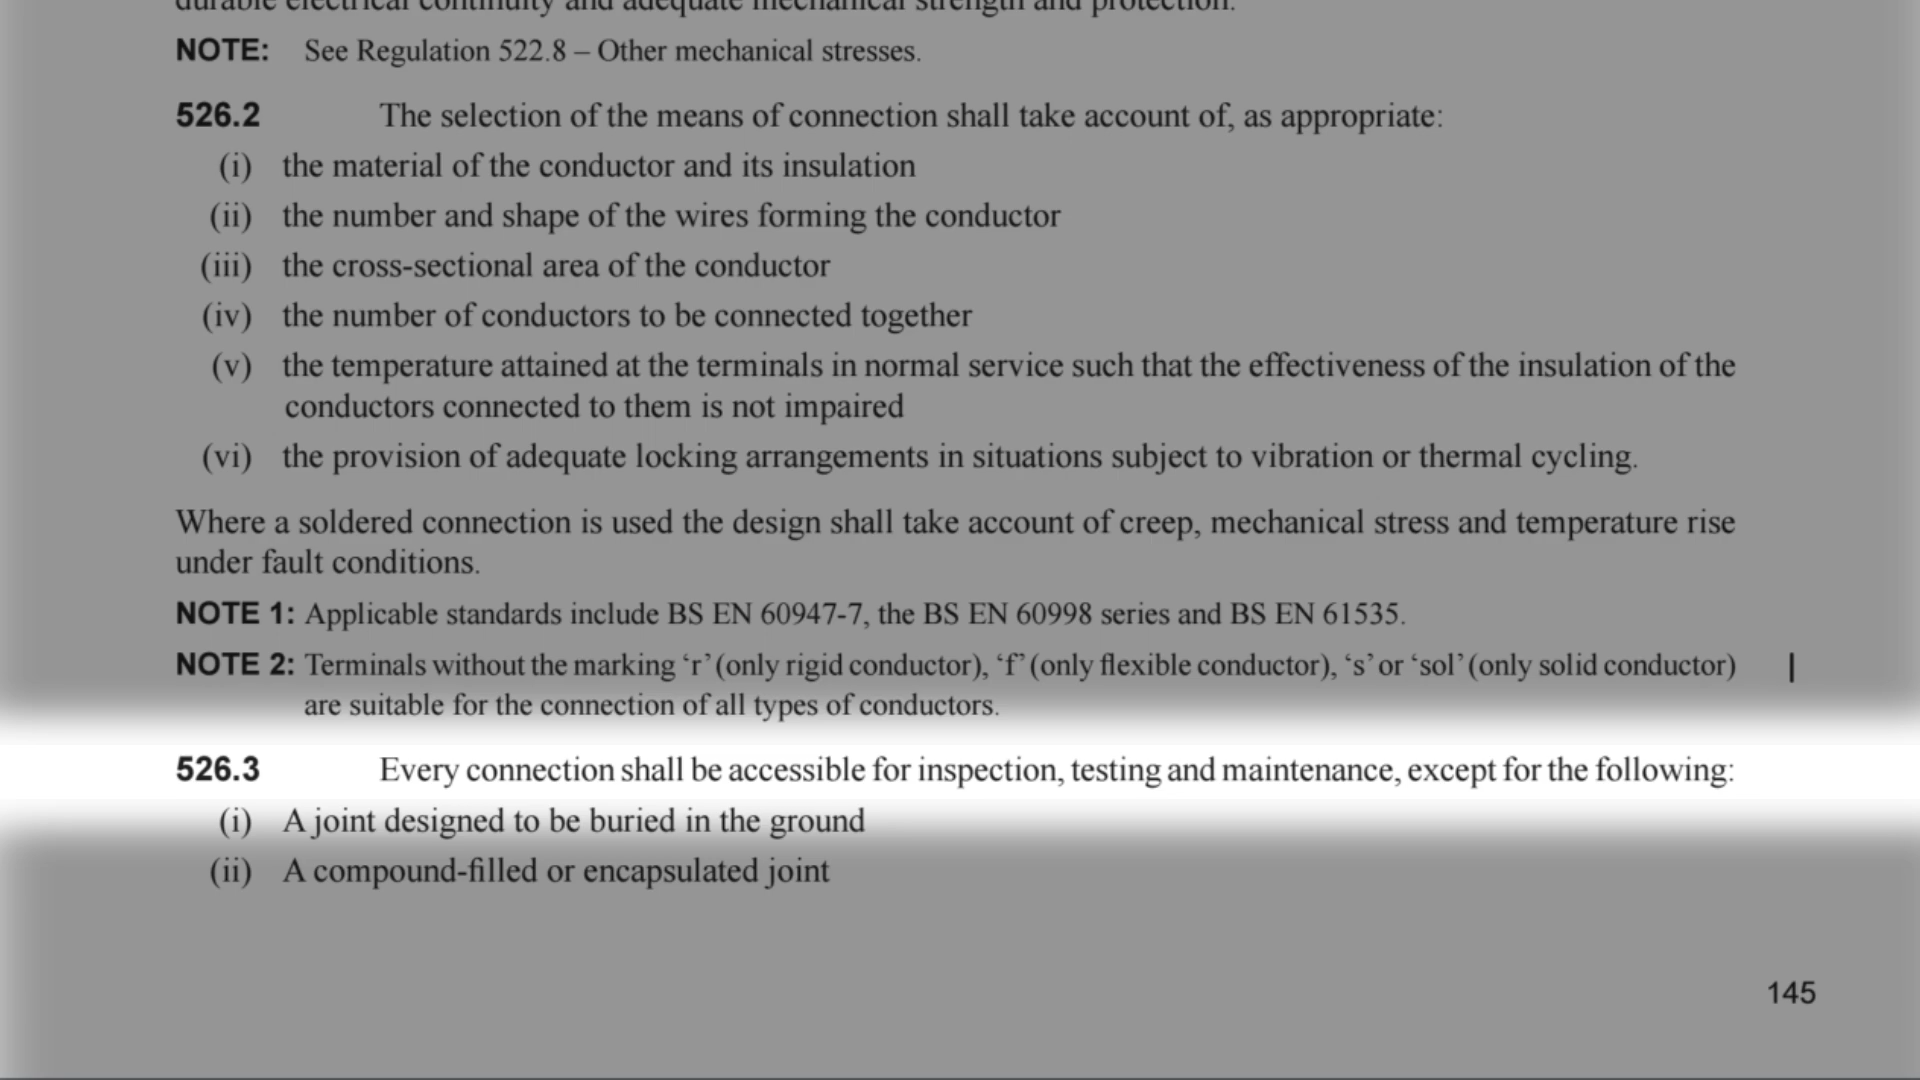 durable electrical continuity and adequate mechanical strength and protection.
NOTE: See Regulation 522.8 – Other mechanical stresses.
526.2 The selection of the means of connection shall take account of, as appropriate:
(i) the material of the conductor and its insulation
(ii) the number and shape of the wires forming the conductor
(iii) the cross-sectional area of the conductor
(iv) the number of conductors to be connected together
(v) the temperature attained at the terminals in normal service such that the effectiveness of the insulation of the
conductors connected to them is not impaired
(vi) the provision of adequate locking arrangements in situations subject to vibration or thermal cycling.
Where a soldered connection is used the design shall take account of creep, mechanical stress and temperature rise
under fault conditions.
NOTE 1: Applicable standards include BS EN 60947-7, the BS EN 60998 series and BS EN 61535.
NOTE 2: Terminals without the marking ‘r’ (only rigid conductor), ‘f’ (only flexible conductor), ‘s’ or ‘sol’ (only solid conductor)
are suitable for the connection of all types of conductors.
526.3 Every connection shall be accessible for inspection, testing and maintenance, except for the following:
(i) A joint designed to be buried in the ground
(ii) A compound-filled or encapsulated joint
145